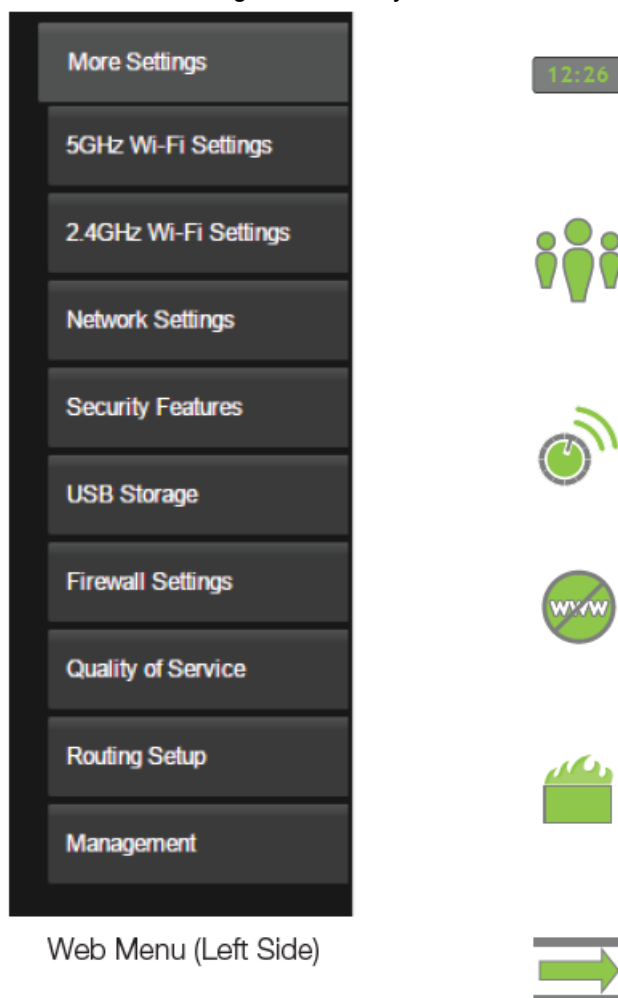 More Settings
12:26
5GHz Wi-Fi Settings
2.4GHz Wi-Fi Settings
Network Settings
Security Features
USB Storage
www
Firewall Settings
Quality of Service
Routing Setup
Management
Web Menu (Left Side)